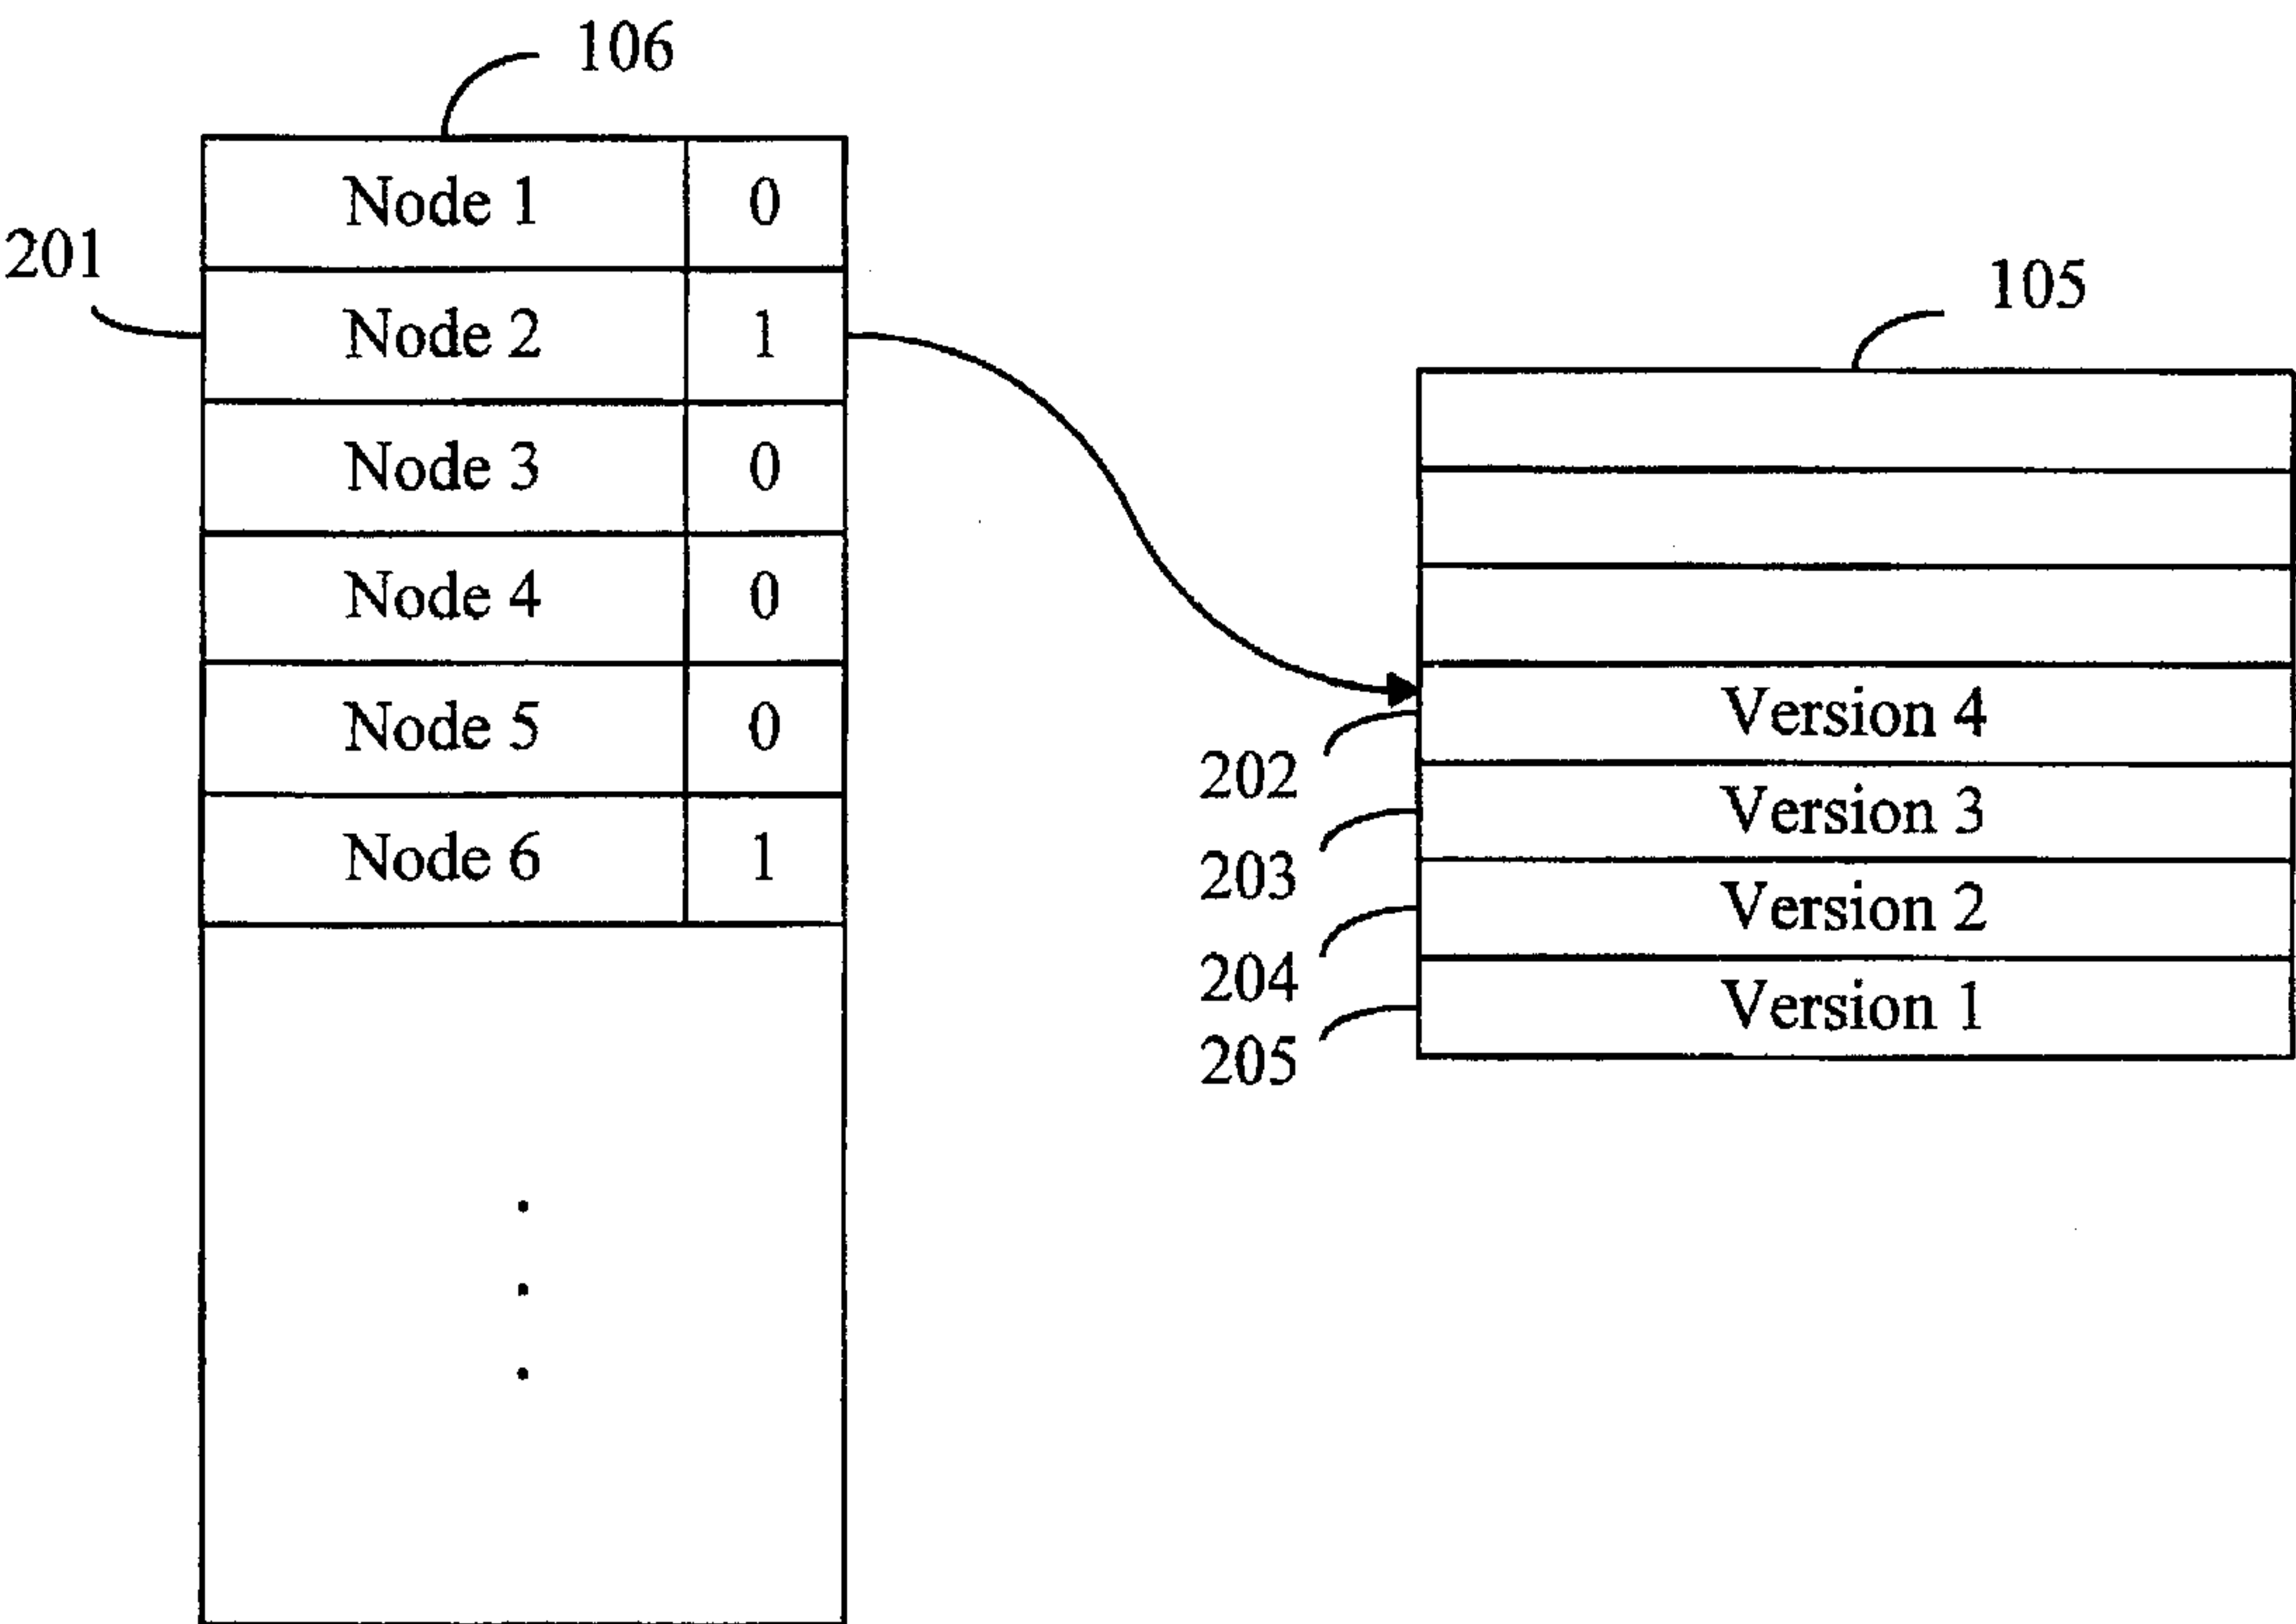 106
Node 1 0
201
Node 2 1
105
Node 3 0
Node 4 0
Node 5 0
Version 4
202
Version 3
Node 6 1
203
Version 2
204
Version 1
205